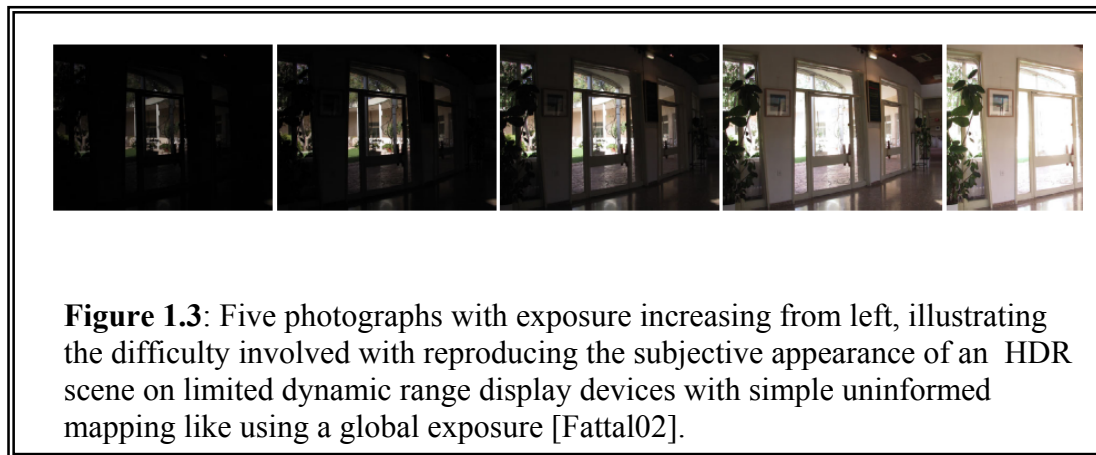 Figure 1.3: Five photographs with exposure increasing from left, illustrating
the difficulty involved with reproducing the subjective appearance of an  HDR
scene on limited dynamic range display devices with simple uninformed
mapping like using a global exposure [Fattal02].